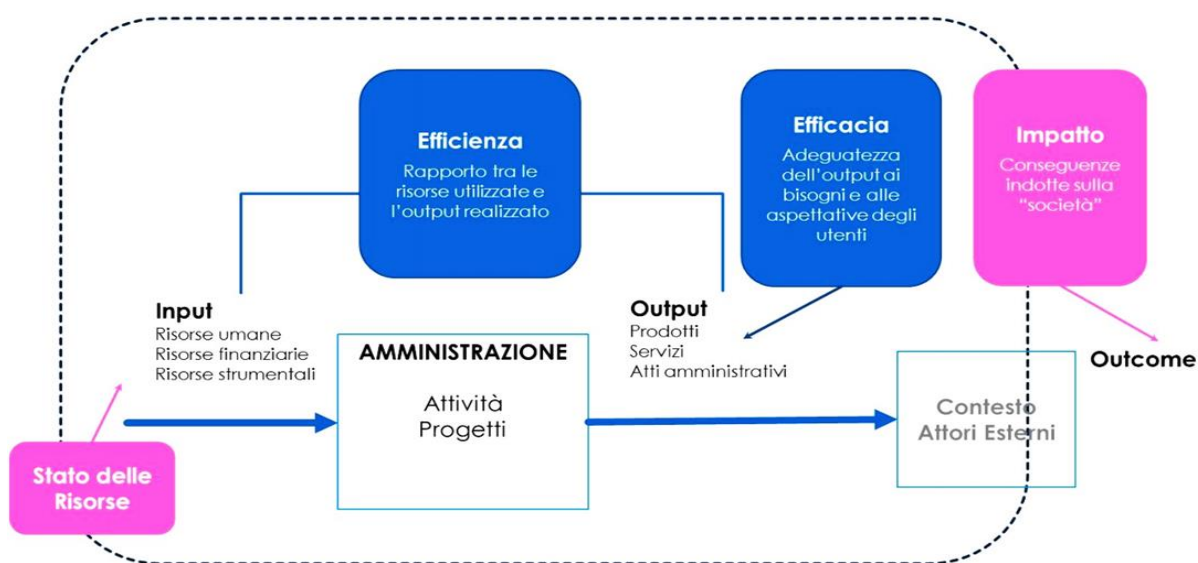 Efficienza
Rapporto tra le
risorse utilizzate e
l'output realizzato
Efficacia
Adeguatezza
dell'output ai
bisogni e alle
aspettative degli
utenti
Impatto
Conseguenze
indotte sulla
"società"
Input
Risorse umane
Risorse finanziarie
Risorse strumentali
AMMINISTRAZIONE
Attività
Progetti
Output
Prodotti
Servizi
Atti amministrativi
Outcome
Contesto
Attori Esterni
Stato delle
Risorse